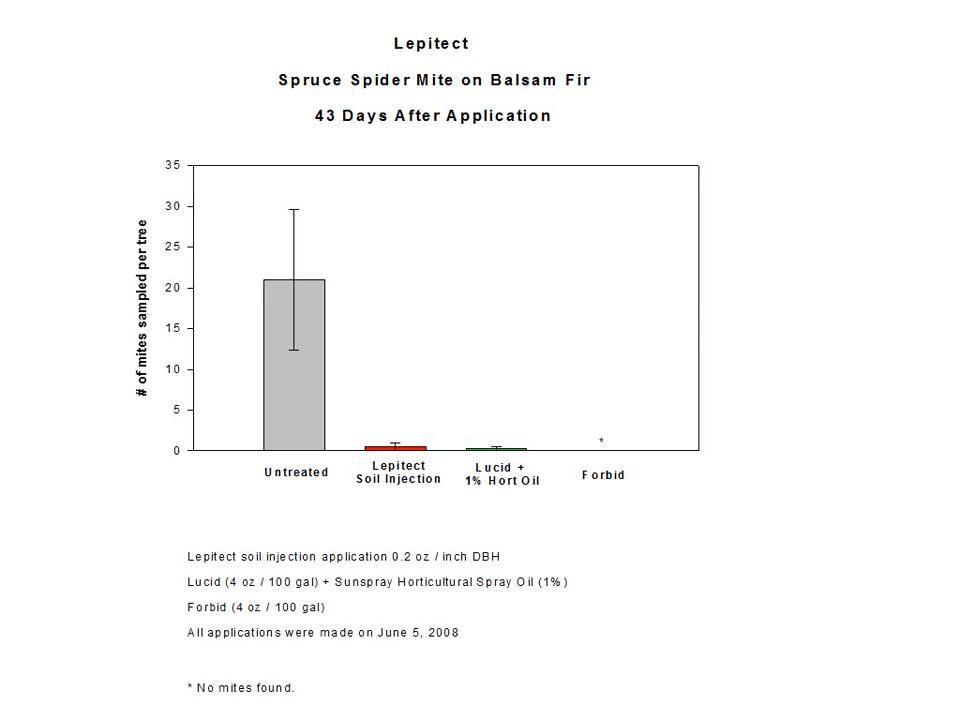 Lepitect
Spruce Spider Mite on Balsam Fir
43 Days After Application
35
30
25
20
15
10
5
0
# of mites sampled per tree
*
Untreated
Lepitect
Soil Injection
Lucid +
1% Hort Oil
Forbid
Lepitect soil injection application 0.2 oz / inch DBH
Lucid (4 oz / 100 gal) + Sunspray Horticultural Spray Oil (1%)
Forbid (4 oz / 100 gal)
All applications were made on June 5, 2008
* No mites found.